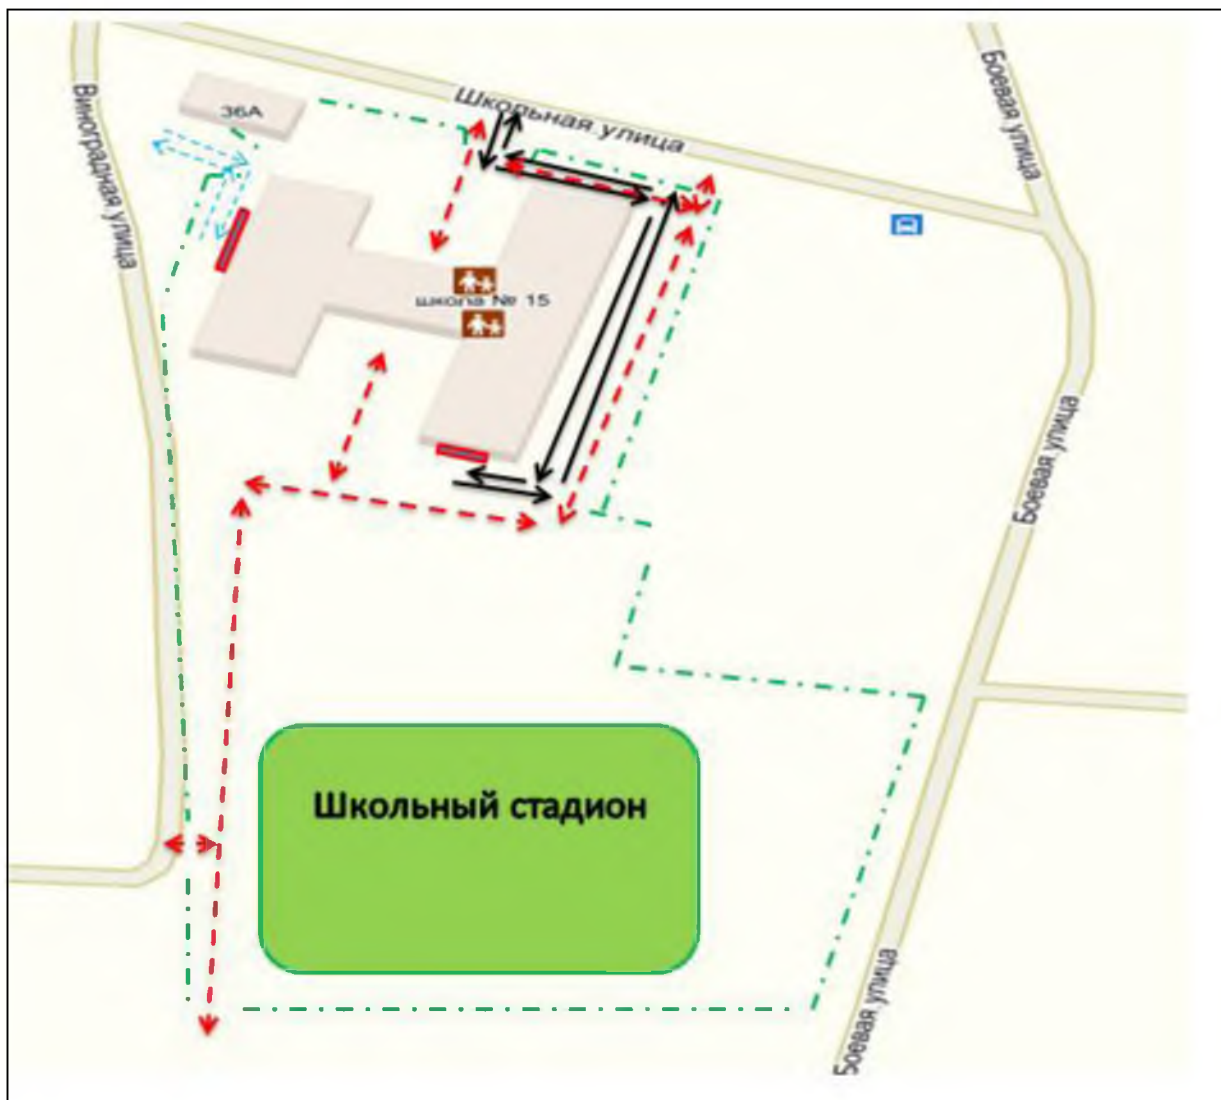 Школьная улица
Боевая улица
36А
Виноградная улица
школа № 15
Боевая улица
Школьный стадион
Боевая улица